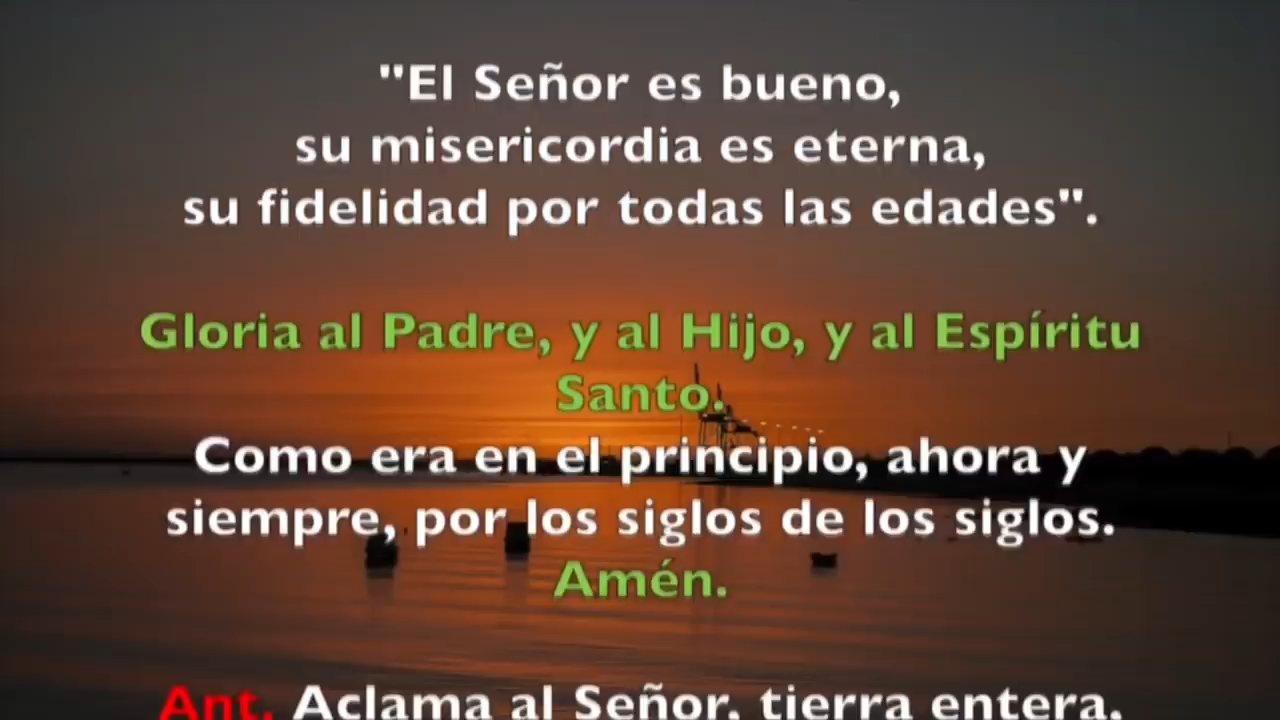 "El Señor es bueno,
su misericordia es eterna,
su fidelidad por todas las edades".
Gloria al Padre, y al Hijo, y al Espíritu
Santo.
Como era en el principio, ahora y
siempre, por los siglos de los siglos.
Amén.
Ant. Aclama al Señor, tierra entera,